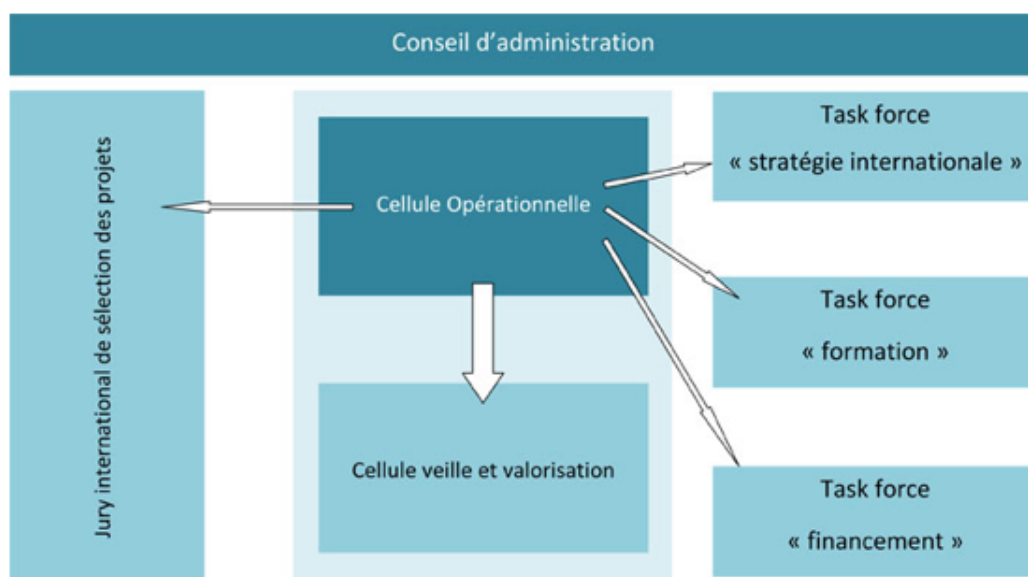 Conseil d’administration
Jury international de sélection des projets
Cellule Opérationnelle
Cellule veille et valorisation
Task force
« stratégie internationale »
Task force
« formation »
Task force
« financement »